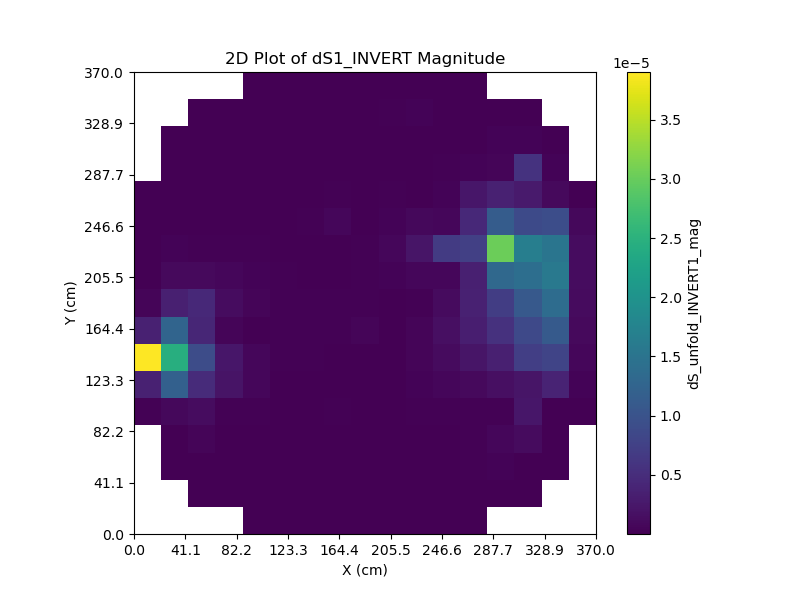 2D Plot of dS1_INVERT Magnitude
1e−5
370.0
328.9
287.7
246.6
205.5
164.4
123.3
82.2
41.1
0.0
Y (cm)
0.0 41.1 82.2 123.3 164.4 205.5 246.6 287.7 328.9 370.0
X (cm)
3.5
3.0
2.5
2.0
1.5
1.0
0.5
dS_unfold_INVERT1_mag